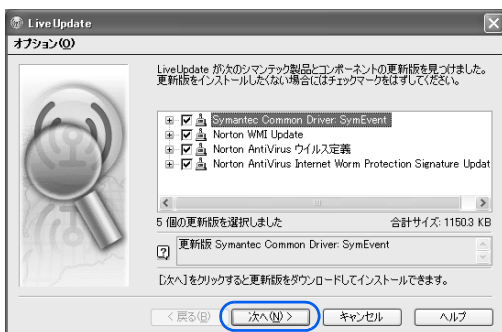 LiveUpdate
オプション(O)
LiveUpdate が次のシマンテック製品とコンポーネントの更新版を見つけました。
更新版をインストールしたくない場合にはチェックマークをはずしてください。
Symantec Common Driver: SymEvent
Norton WMI Update
Norton AntiVirus ウイルス定義
Norton AntiVirus Internet Worm Protection Signature Updat
5 個の更新版を選択しました 合計サイズ: 1150.3 KB
更新版 Symantec Common Driver: SymEvent
[次へ]をクリックすると更新版をダウンロードしてインストールできます。
< 戻る(B) 次へ(N) > キャンセル ヘルプ